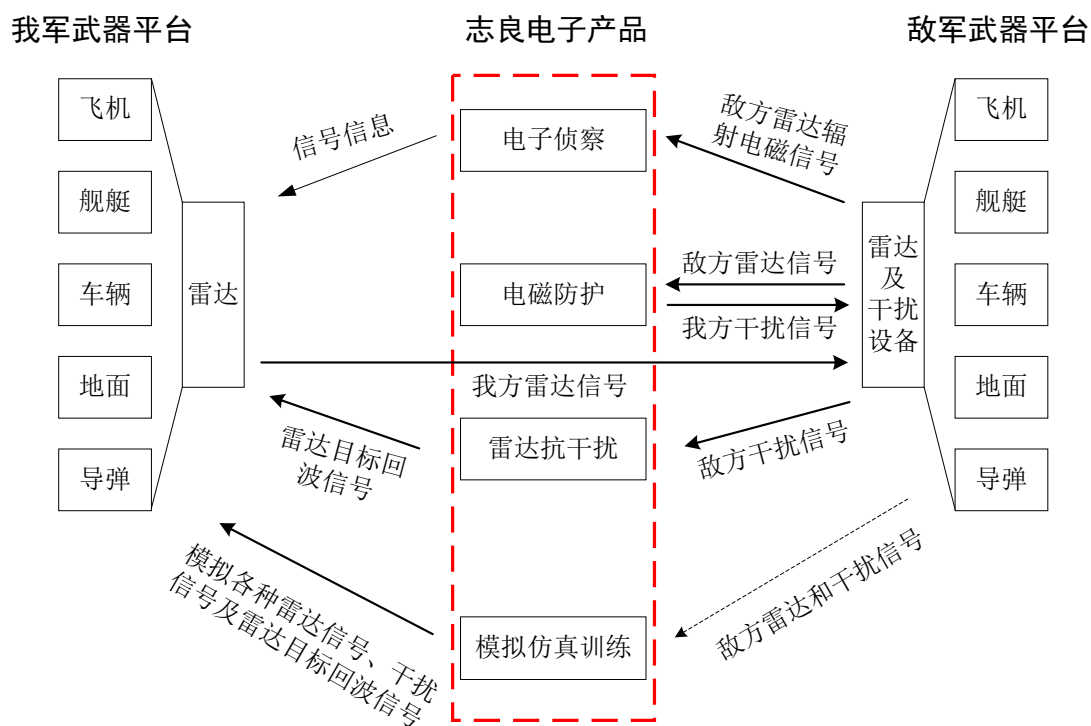 我军武器平台
志良电子产品
敌军武器平台
飞机
舰艇
车辆
地面
导弹
雷达
信号信息
雷达目标回
波信号
模拟各种雷达信号、干扰
信号及雷达目标回波信号
电子侦察
电磁防护
我方雷达信号
雷达抗干扰
模拟仿真训练
敌方雷达辐
射电磁信号
敌方雷达信号
我方干扰信号
敌方干扰信号
敌方雷达和干扰信号
雷达
及
干扰
设备
飞机
舰艇
车辆
地面
导弹